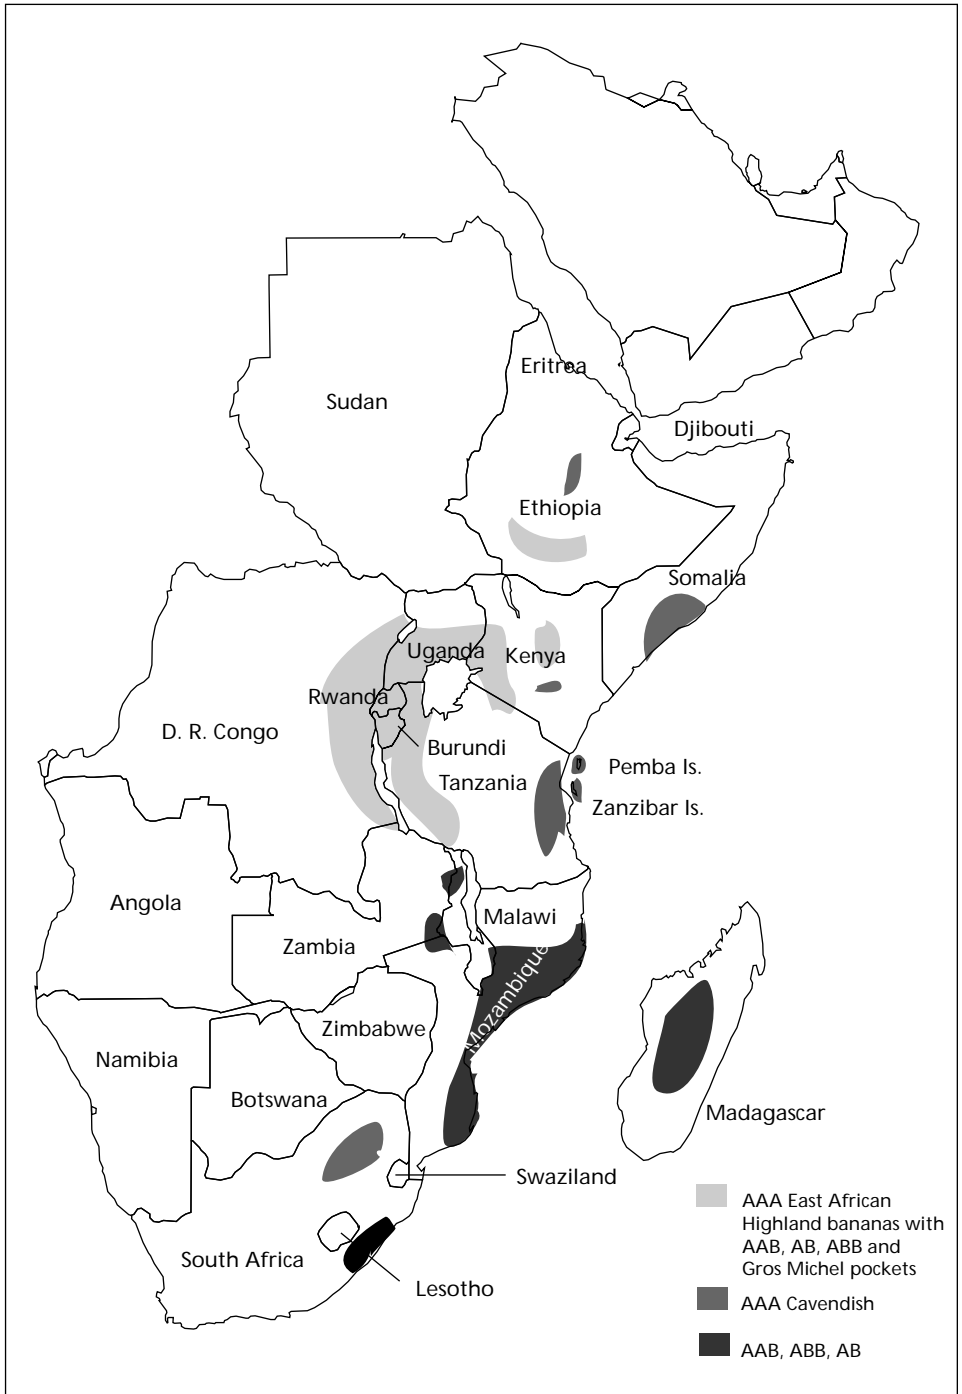 Eritrea
Sudan
Djibouti
Ethiopia
Somalia
Uganda
Kenya
Rwanda
D. R. Congo
Burundi
Pemba Is.
Tanzania
Zanzibar Is.
Angola
Malawi
Zambia
Mozambique
Zimbabwe
Namibia
Botswana
Madagascar
Swaziland
South Africa
Lesotho
AAA East African
Highland bananas with
AAB, AB, ABB and
Gros Michel pockets
AAA Cavendish
AAB, ABB, AB